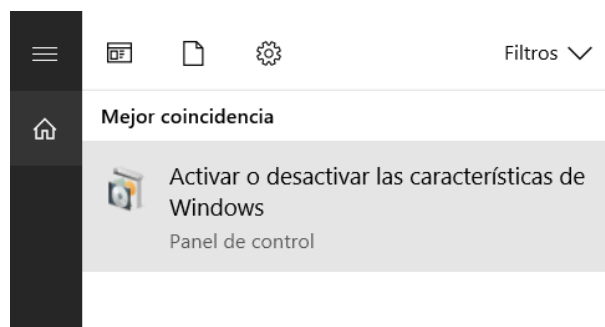 Filtros
Mejor coincidencia
Activar o desactivar las características de
Windows
Panel de control